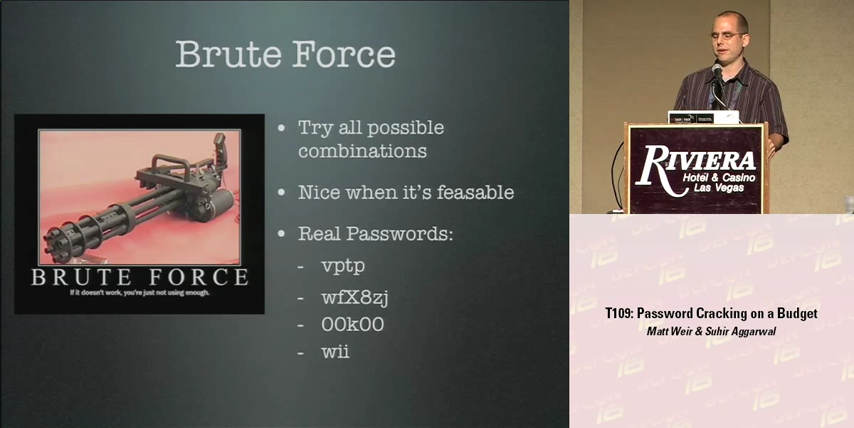 Brute Force
BRUTE FORCE
If it doesn't work, you're just not using enough.
• Try all possible
combinations
• Nice when it's feasable
• Real Passwords:
- vptp
- wfX8zj
- 00k00
- wii
RIVIERA
Hotel & Casino
Las Vegas
T109: Password Cracking on a Budget
Matt Weir & Suhir Aggarwal